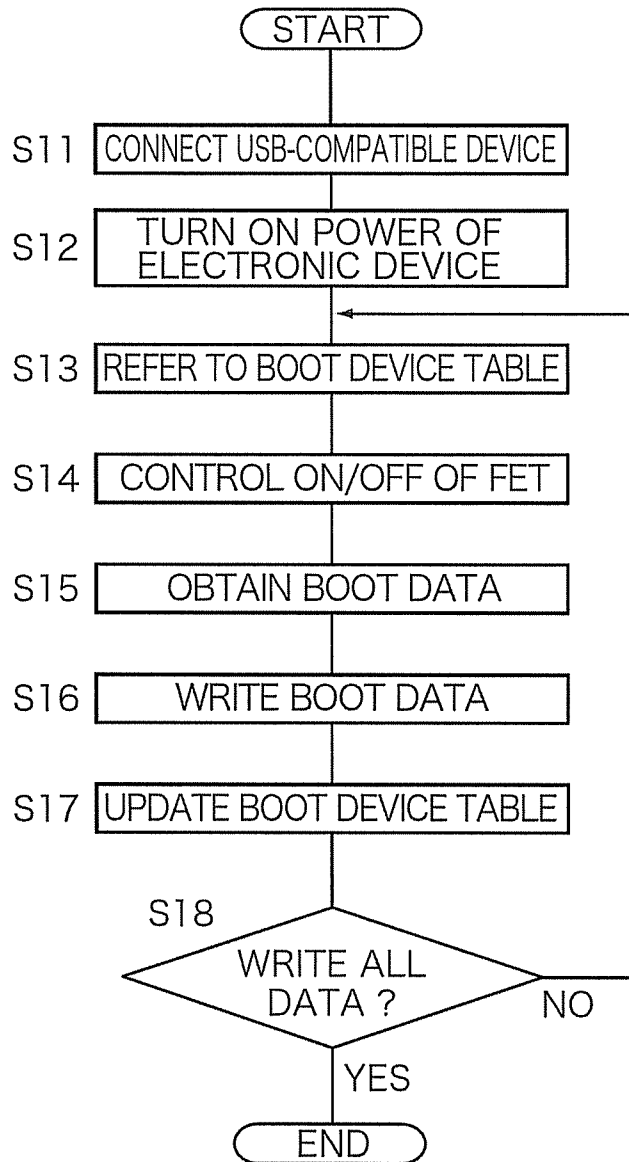 START
S11 CONNECT USB-COMPATIBLE DEVICE
S12 TURN ON POWER OF
ELECTRONIC DEVICE
S13 REFER TO BOOT DEVICE TABLE
S14 CONTROL ON/OFF OF FET
S15 OBTAIN BOOT DATA
S16 WRITE BOOT DATA
S17 UPDATE BOOT DEVICE TABLE
S18
WRITE ALL
DATA ?
NO
YES
END